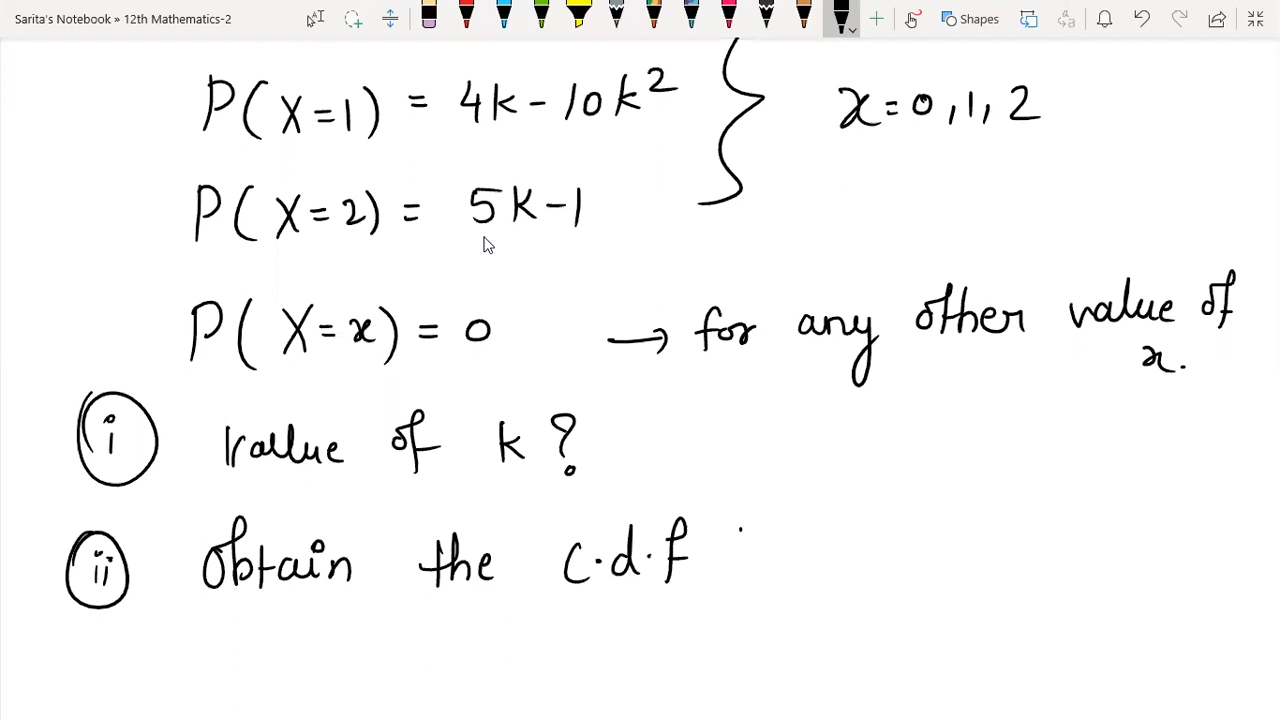 Sarita's Notebook » 12th Mathematics-2
Shapes
P(X=1) = 4k-10k²
x=0,1,2
P(X=2) = 5k-1
P(X=x) = 0 → for any other value of
x.
i value of k?
ii Obtain the c.d.f